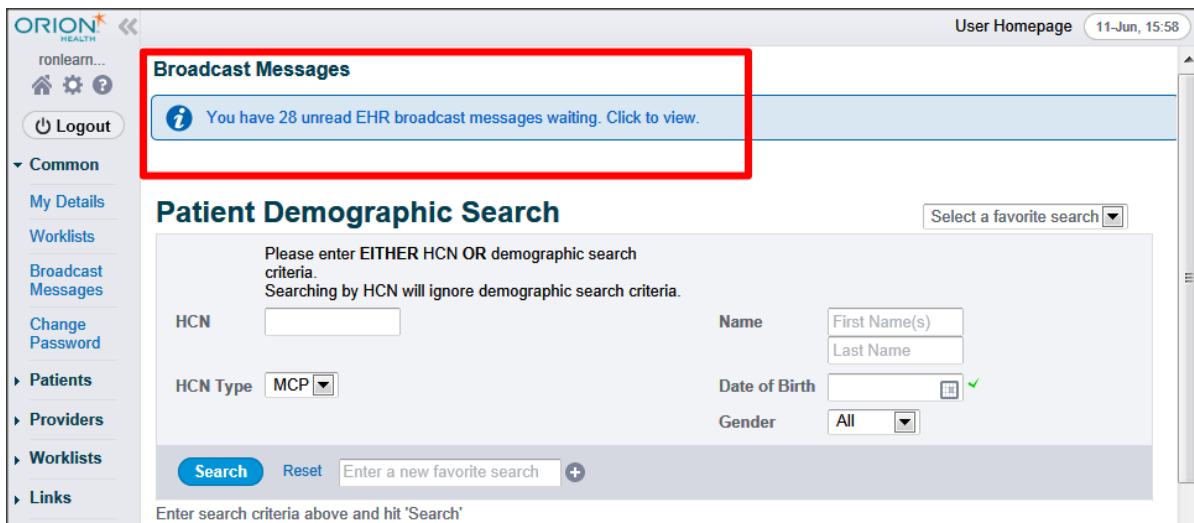 ORION
HEALTH
User Homepage
11-Jun, 15:58
ronlearn...
Logout
Common
My Details
Worklists
Broadcast
Messages
Change
Password
Patients
Providers
Worklists
Links
Broadcast Messages
You have 28 unread EHR broadcast messages waiting. Click to view.
Patient Demographic Search
Select a favorite search
Please enter EITHER HCN OR demographic search
criteria.
Searching by HCN will ignore demographic search criteria.
HCN
Name
First Name(s)
Last Name
HCN Type
MCP
Date of Birth
Gender
All
Search
Reset
Enter a new favorite search
Enter search criteria above and hit 'Search'